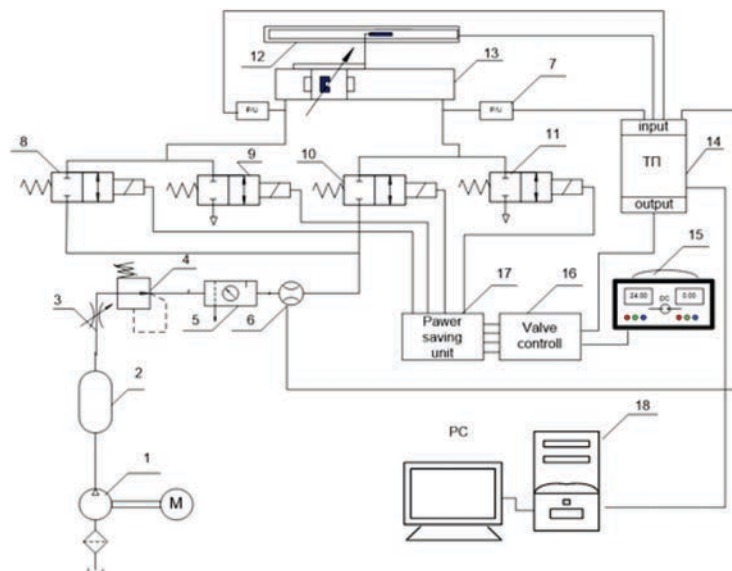 12
13
7
P/U
P/U
input
ТП
output
14
8
9
10
11
15
24.00
DC
0.00
4
3
5
6
17
16
Pawer
saving
unit
Valve
controll
2
18
PC
1
M